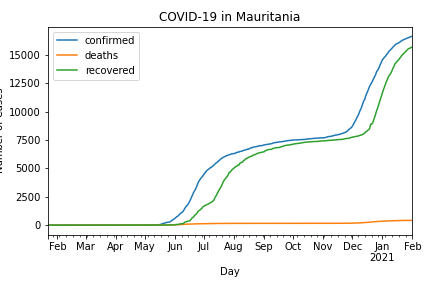 COVID-19 in Mauritania
confirmed
deaths
recovered
15000
12500
10000
7500
5000
2500
0
Feb Mar Apr May Jun Jul Aug Sep Oct Nov Dec Jan Feb
2021
Day